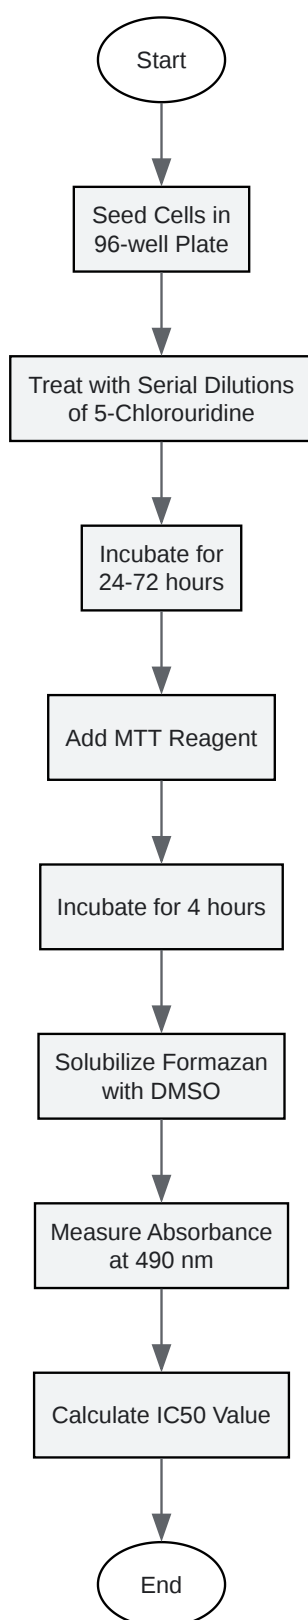 Start
Seed Cells in
96-well Plate
Treat with Serial Dilutions
of 5-Chlorouridine
Incubate for
24-72 hours
Add MTT Reagent
Incubate for 4 hours
Solubilize Formazan
with DMSO
Measure Absorbance
at 490 nm
Calculate IC50 Value
End